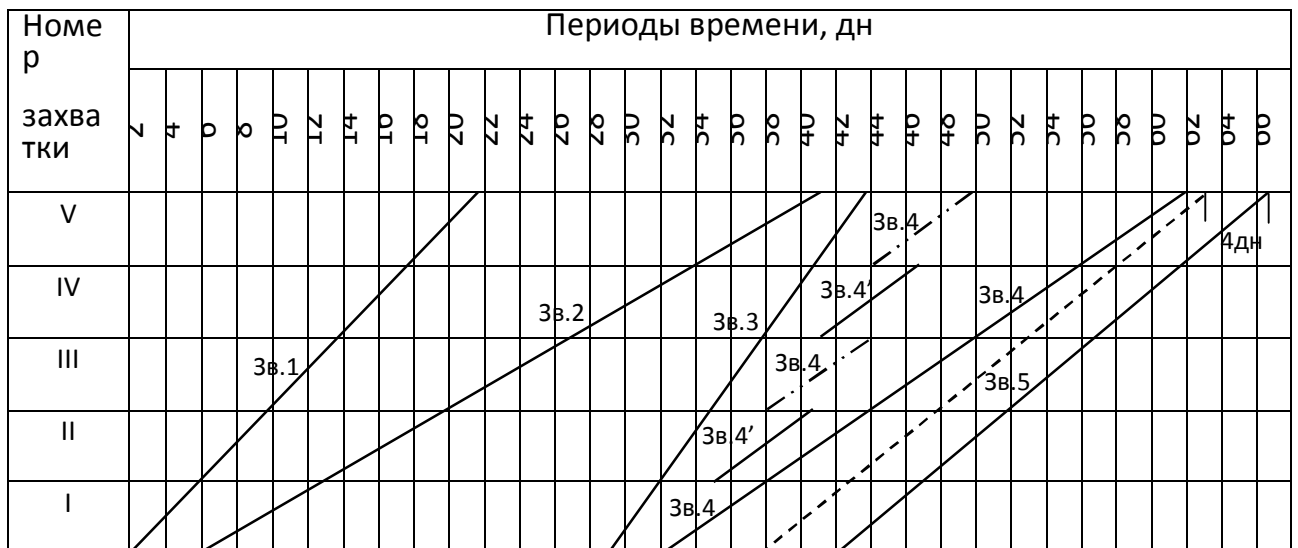 Номе
р
захва
тки
Периоды времени, дн
2 4 6 8 10 12 14 16 18 20 22 24 26 28 30 32 34 36 38 40 42 44 46 48 50 52 54 56 58 60 62 64 66
V
Зв.4
4дн
IV
Зв.4’
Зв.4
Зв.2
Зв.3
III
Зв.1
Зв.4
Зв.5
II
Зв.4’
I
Зв.4